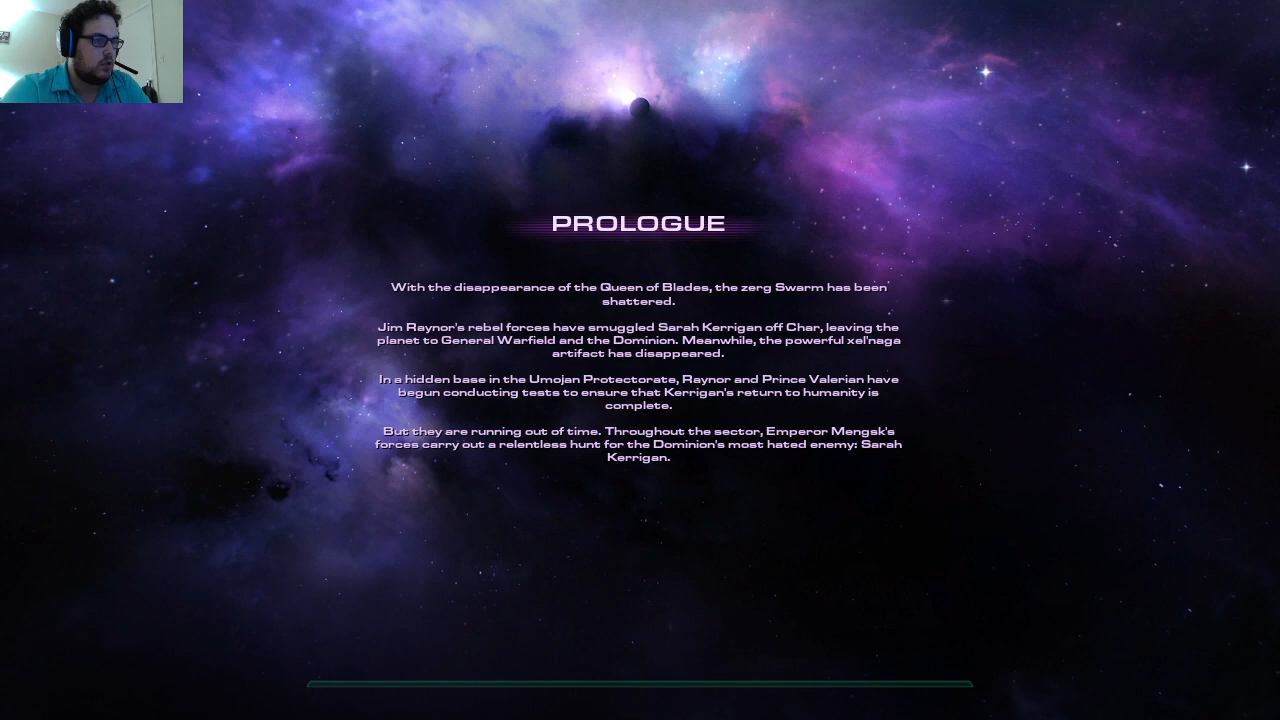 PROLOGUE
With the disappearance of the Queen of Blades, the zerg Swarm has been
shattered.
Jim Raynor's rebel forces have smuggled Sarah Kerrigan off Char, leaving the
planet to General Warfield and the Dominion. Meanwhile, the powerful xel'naga
artifact has disappeared.
In a hidden base in the Umojan Protectorate, Raynor and Prince Valerian have
begun conducting tests to ensure that Kerrigan's return to humanity is
complete.
But they are running out of time. Throughout the sector, Emperor Mengsk's
forces carry out a relentless hunt for the Dominion's most hated enemy: Sarah
Kerrigan.